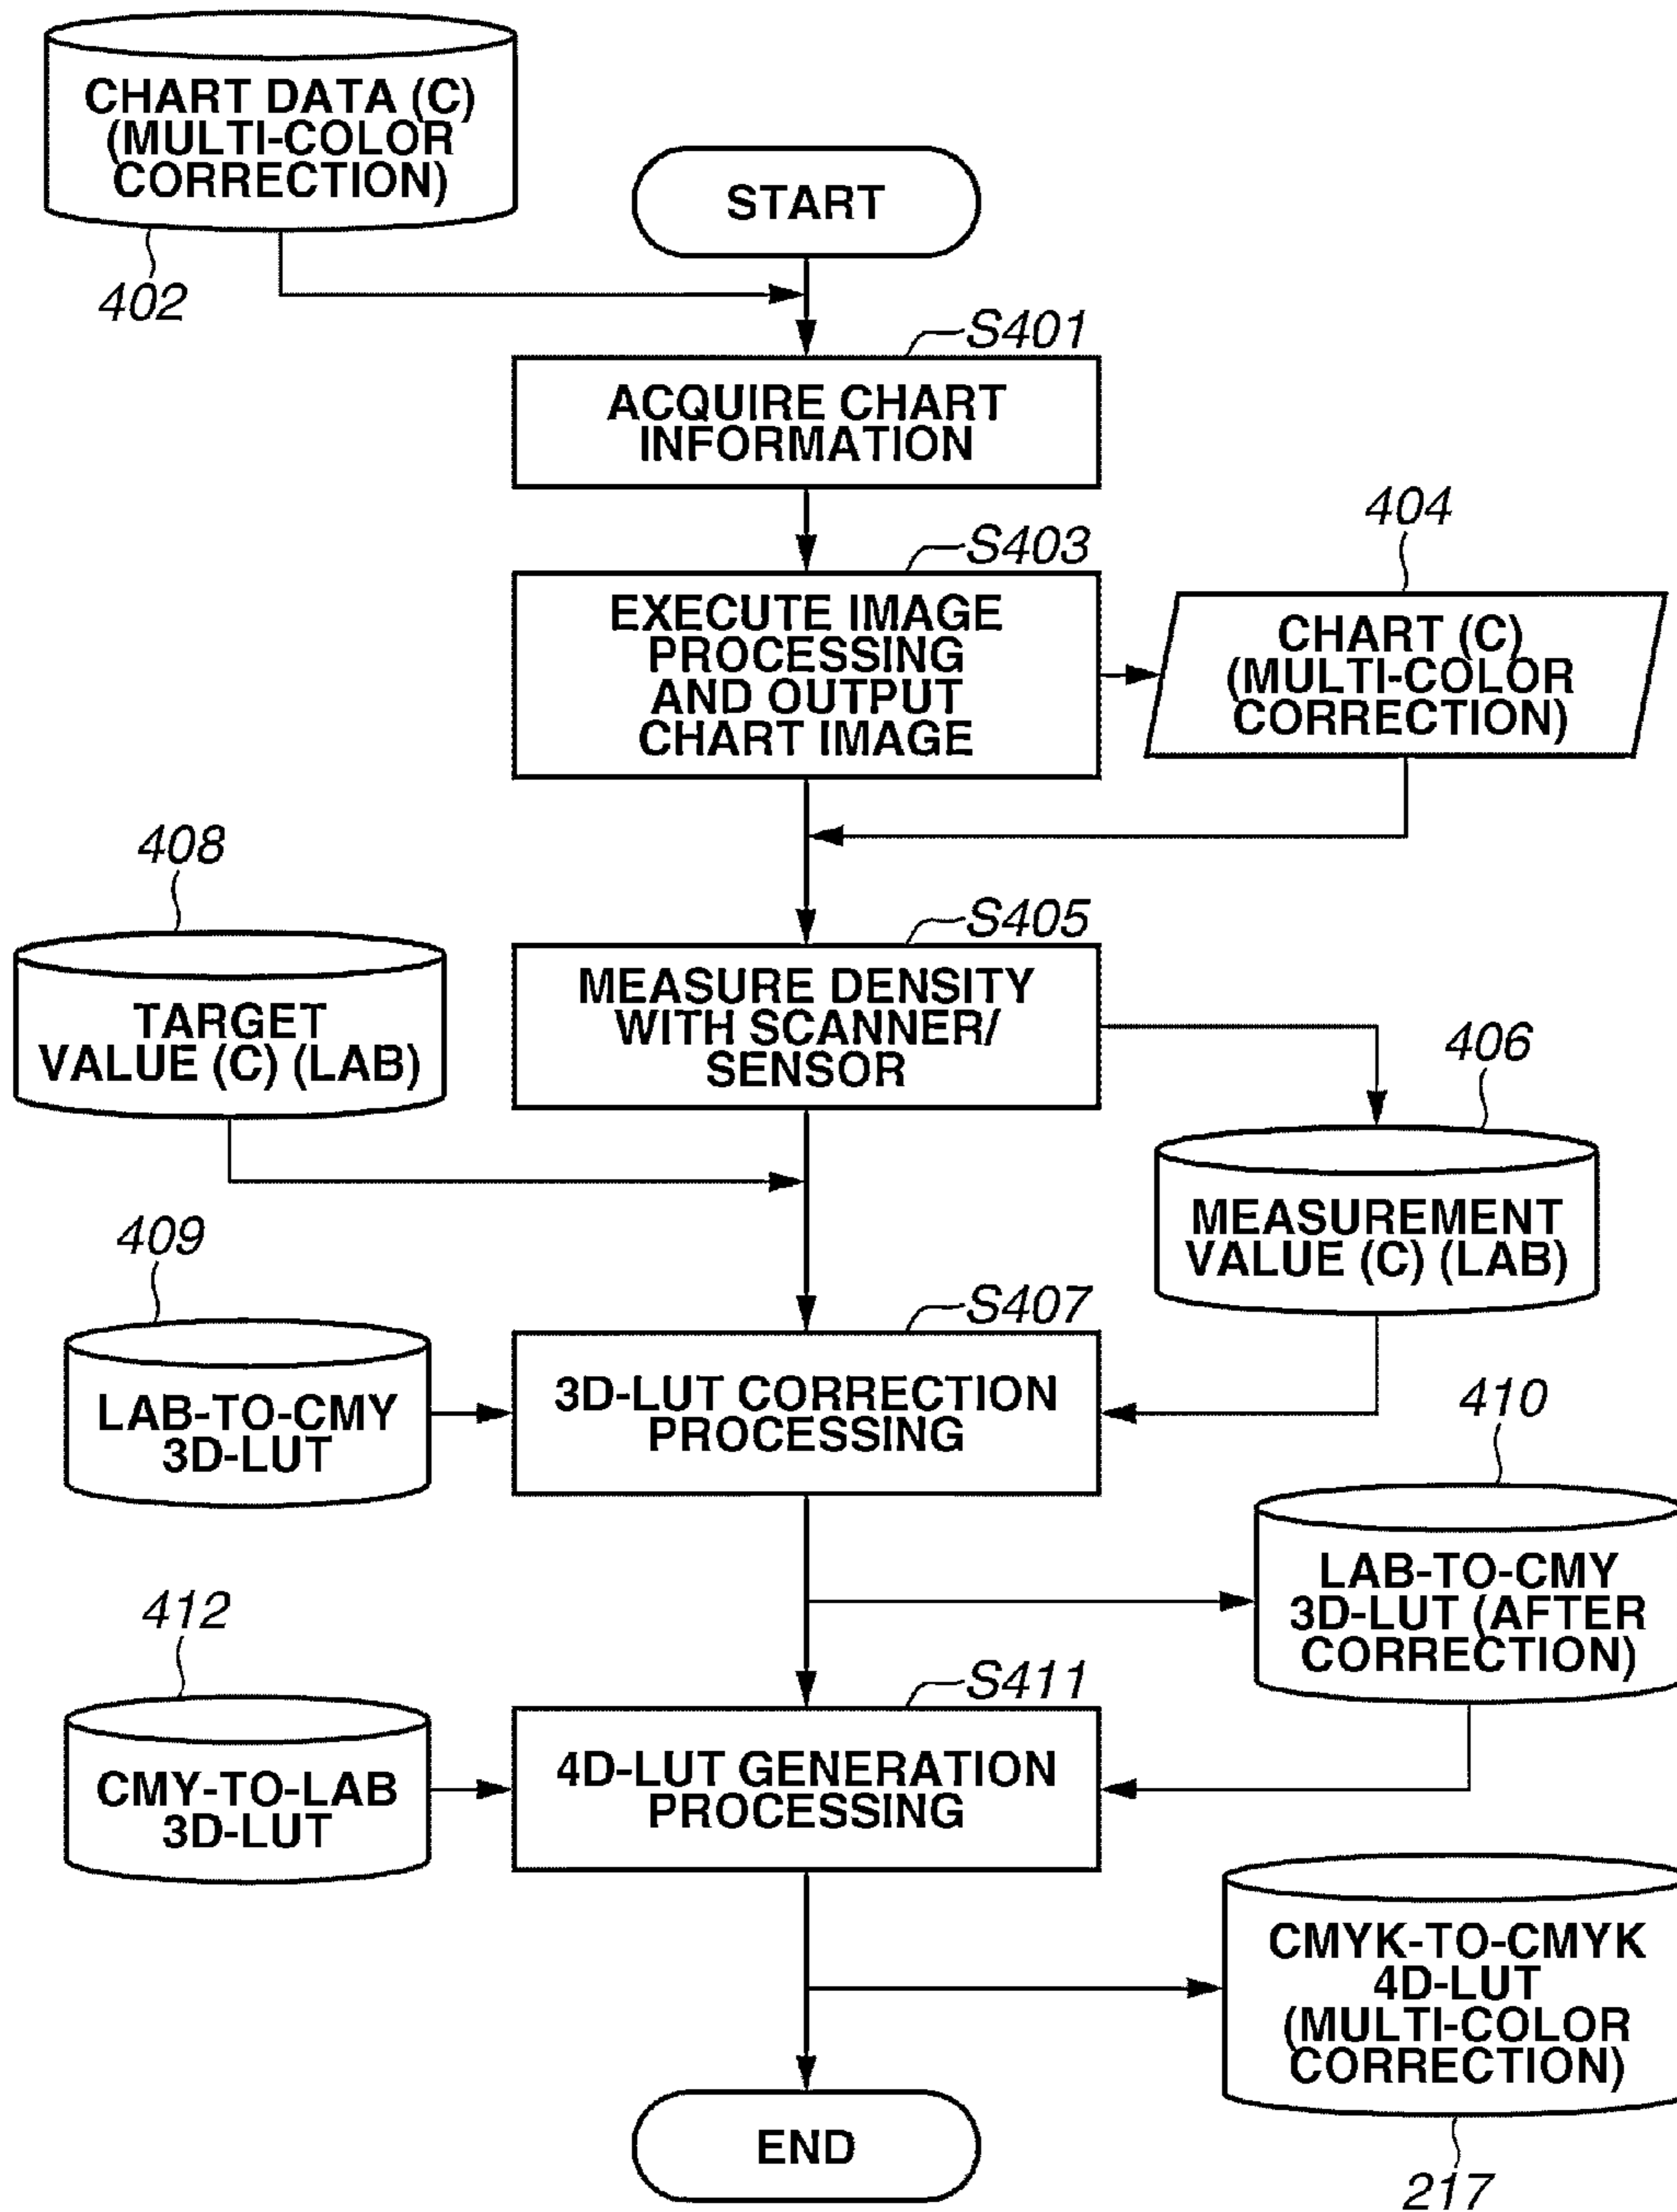 CHART DATA (C)
(MULTI-COLOR
CORRECTION)
402
START
S401
ACQUIRE CHART
INFORMATION
S403
EXECUTE IMAGE
PROCESSING
AND OUTPUT
CHART IMAGE
404
CHART (C)
(MULTI-COLOR
CORRECTION)
408
TARGET
VALUE (C) (LAB)
S405
MEASURE DENSITY
WITH SCANNER/
SENSOR
406
MEASUREMENT
VALUE (C) (LAB)
409
LAB-TO-CMY
3D-LUT
S407
3D-LUT CORRECTION
PROCESSING
410
LAB-TO-CMY
3D-LUT (AFTER
CORRECTION)
412
CMY-TO-LAB
3D-LUT
S411
4D-LUT GENERATION
PROCESSING
CMYK-TO-CMYK
4D-LUT
(MULTI-COLOR
CORRECTION)
217
END